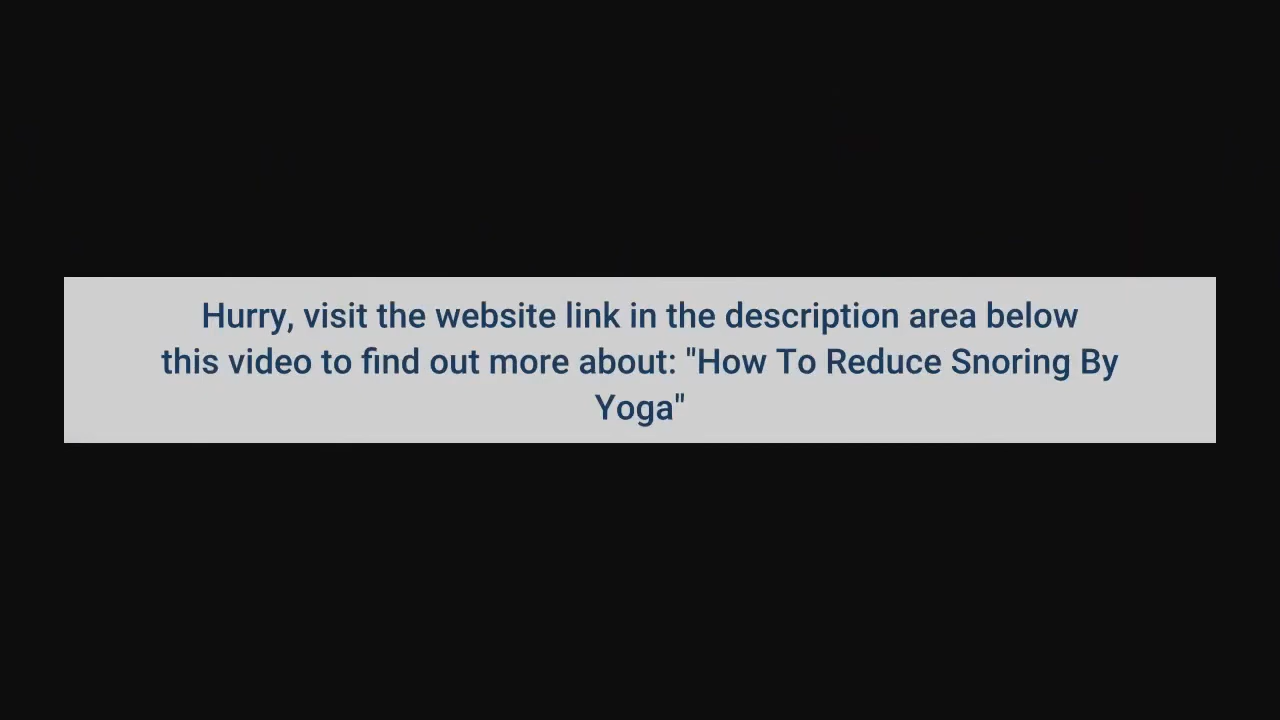 Hurry, visit the website link in the description area below
this video to find out more about: "How To Reduce Snoring By
Yoga"